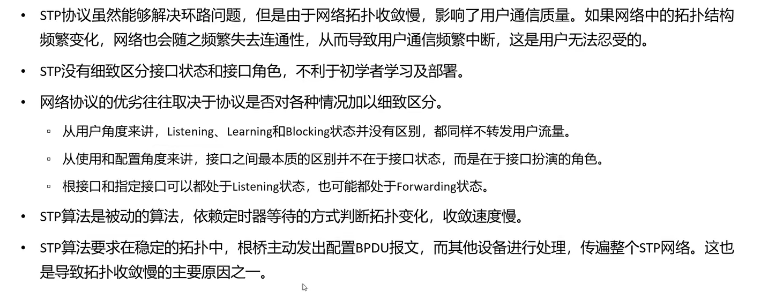 • STP协议虽然能够解决环路问题，但是由于网络拓扑收敛慢，影响了用户通信质量。如果网络中的拓扑结构
频繁变化，网络也会随之频繁失去连通性，从而导致用户通信频繁中断，这是用户无法忍受的。
• STP没有细致区分接口状态和接口角色，不利于初学者学习及部署。
• 网络协议的优劣往往取决于协议是否对各种情况加以细致区分。
▫ 从用户角度来讲，Listening、Learning和Blocking状态并没有区别，都同样不转发用户流量。
▫ 从使用和配置角度来讲，接口之间最本质的区别并不在于接口状态，而是在于接口扮演的角色。
▫ 根接口和指定接口可以都处于Listening状态，也可能都处于Forwarding状态。
• STP算法是被动的算法，依赖定时器等待的方式判断拓扑变化，收敛速度慢。
• STP算法要求在稳定的拓扑中，根桥主动发出配置BPDU报文，而其他设备进行处理，传遍整个STP网络。这也
是导致拓扑收敛慢的主要原因之一。